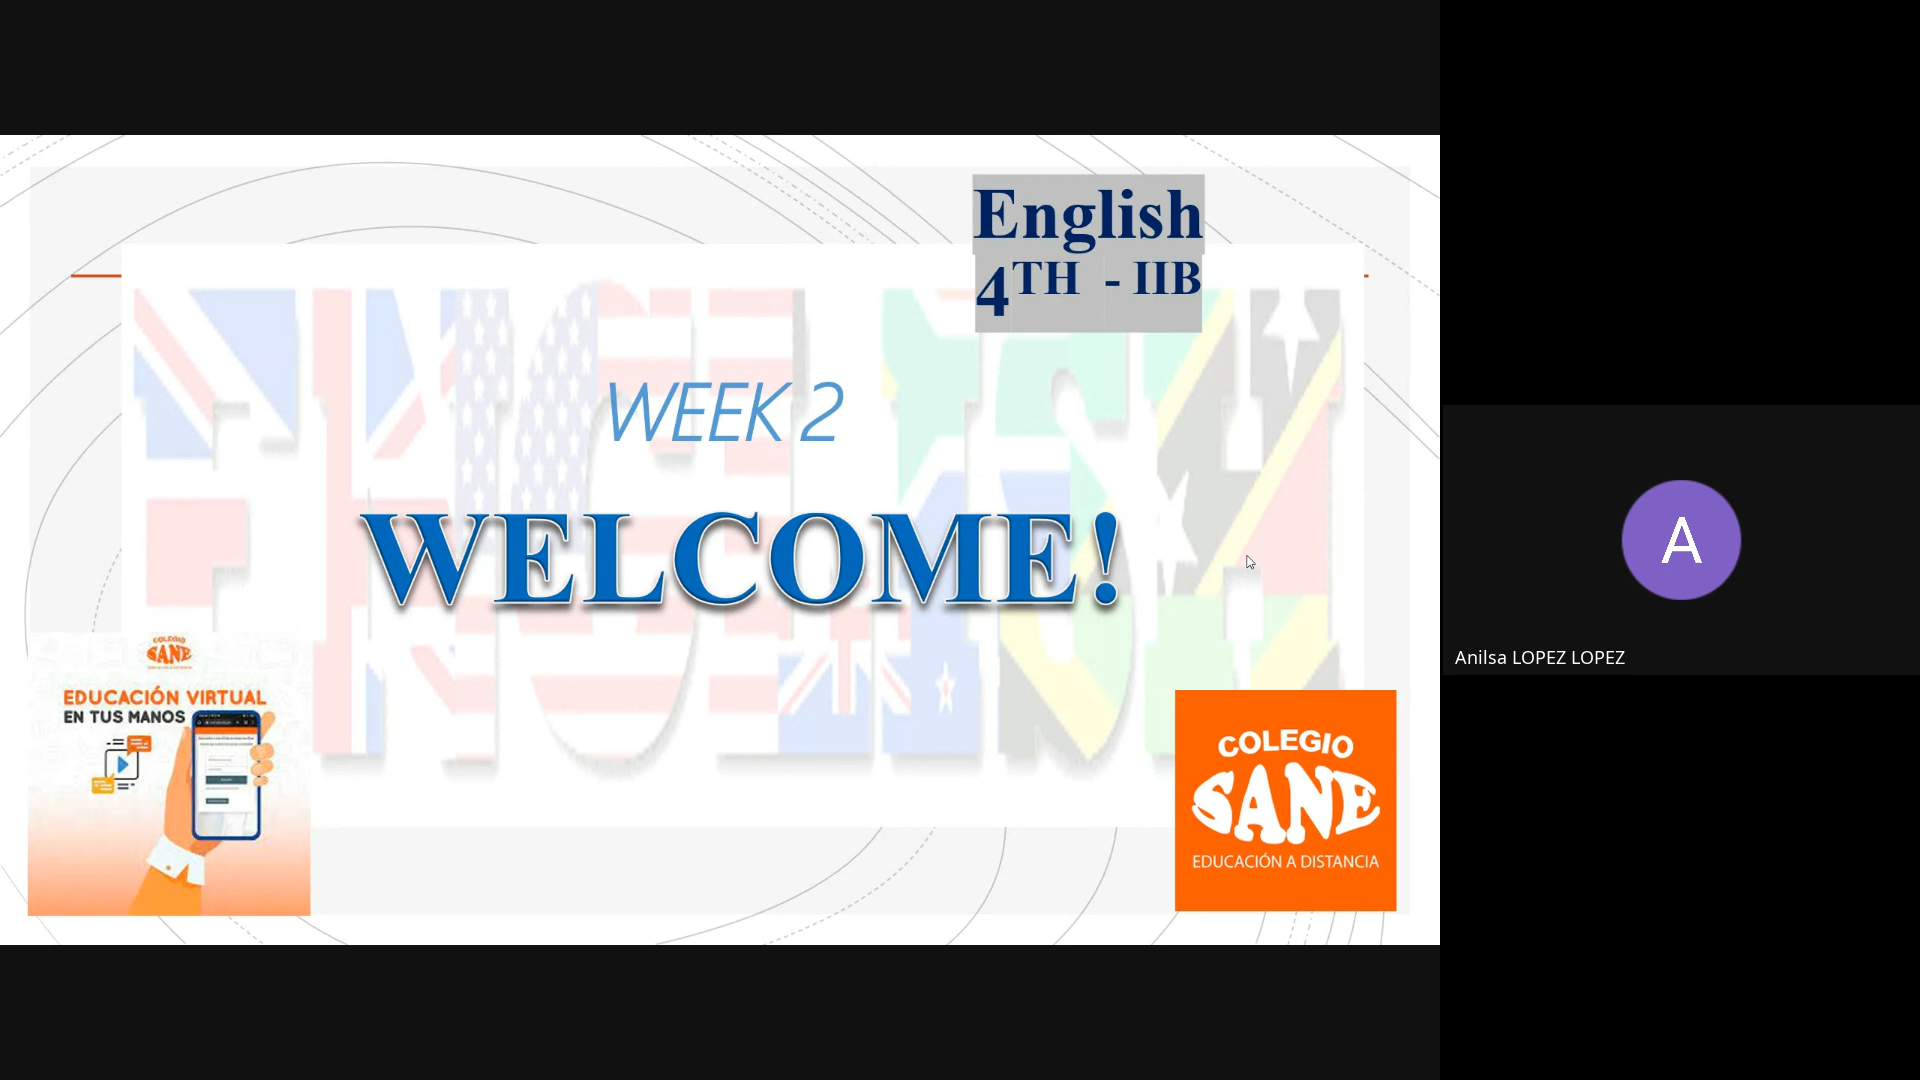 English
4TH - IIB
WEEK 2
WELCOME!
COLEGIO
SANE
EDUCACIÓN VIRTUAL
EN TUS MANOS
COLEGIO
SANE
EDUCACIÓN A DISTANCIA
A
Anilsa LOPEZ LOPEZ